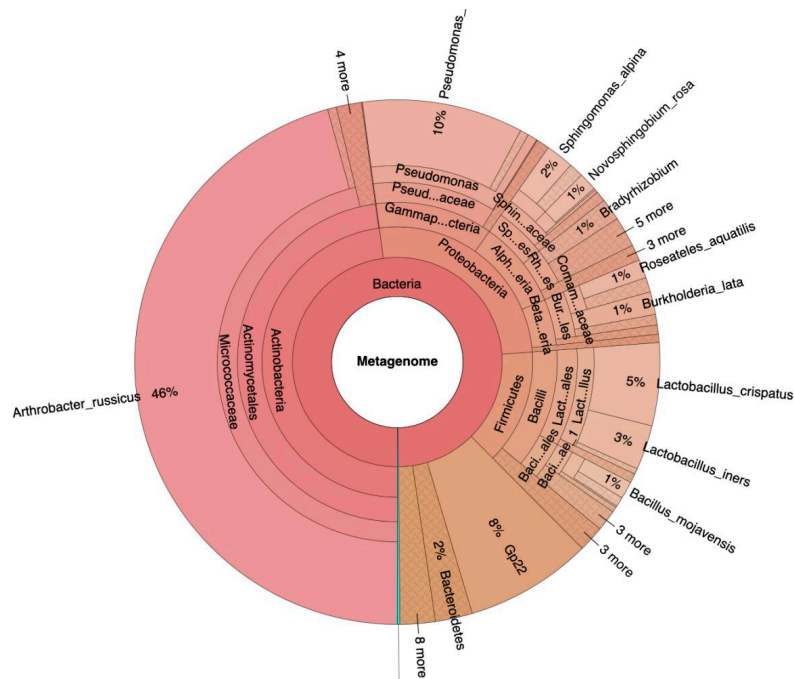 Metagenome
Bacteria
Proteobacteria
Gammap...cteria
Pseud...aceae
Pseudomonas
10% Pseudomonas_
4 more
Alph...eria
Sp...es
Sphin...aceae
2% Sphingomonas_alpina
1% Novosphingobium_rosa
Rh...es
1% Bradyrhizobium
5 more
3 more
Beta...eria
Bur...les
Comam...aceae
1% Roseateles_aquatilis
1% Burkholderia_lata
Firmicutes
Bacilli
Lact...ales
Lact...llus
5% Lactobacillus_crispatus
3% Lactobacillus_iners
Baci...ales
Baci...ae_1
1% Bacillus_mojavensis
3 more
3 more
8% Gp22
2% Bacteroidetes
8 more
Actinobacteria
Actinomycetales
Micrococcaceae
Arthrobacter_russicus 46%